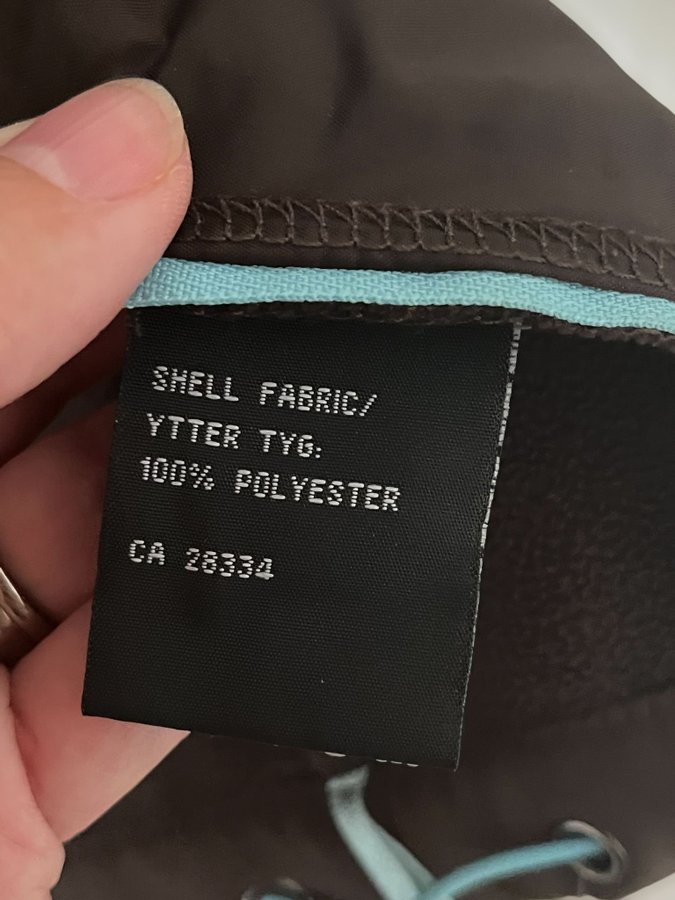 SHELL FABRIC/
YTTER TYG:
100% POLYESTER
CA 28334